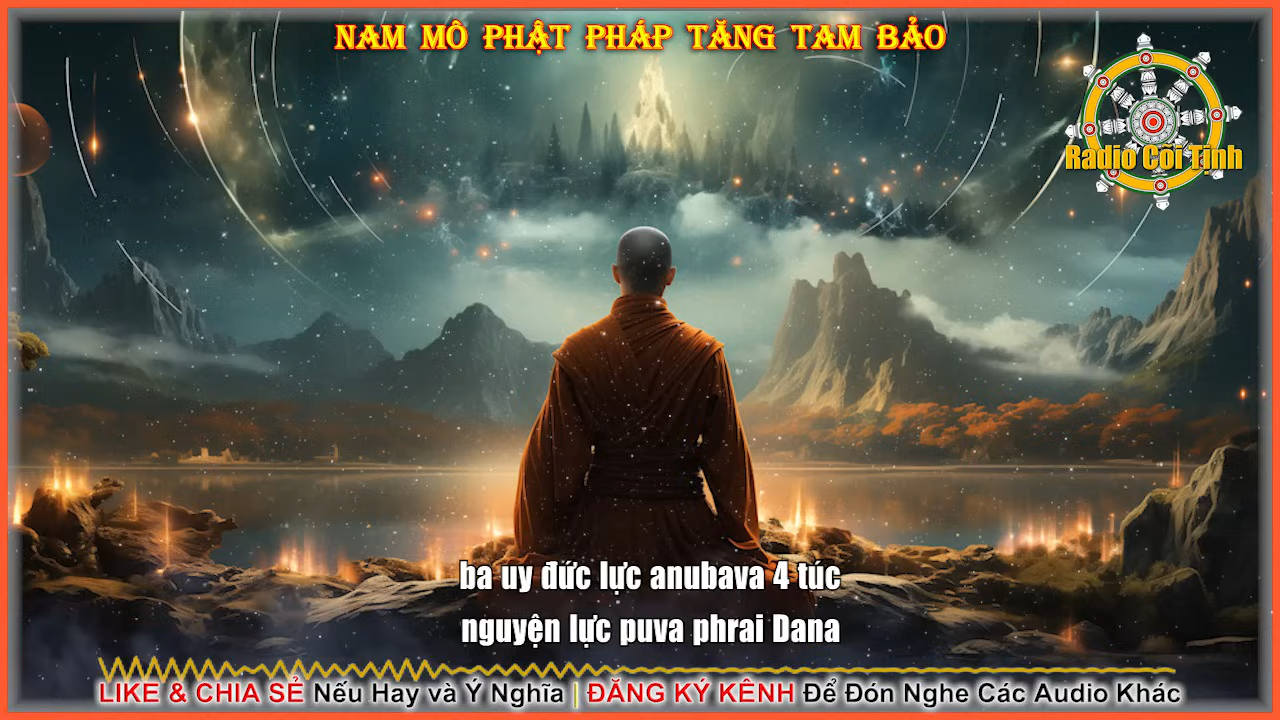 NAM MÔ PHẬT PHÁP TĂNG TAM BẢO
Radio Cõi Tịnh
ba uy đức lực anubava 4 túc
nguyện lực puva phrai Dana
LIKE & CHIA SẺ Nếu Hay và Ý Nghĩa | ĐĂNG KÝ KÊNH Để Đón Nghe Các Audio Khác